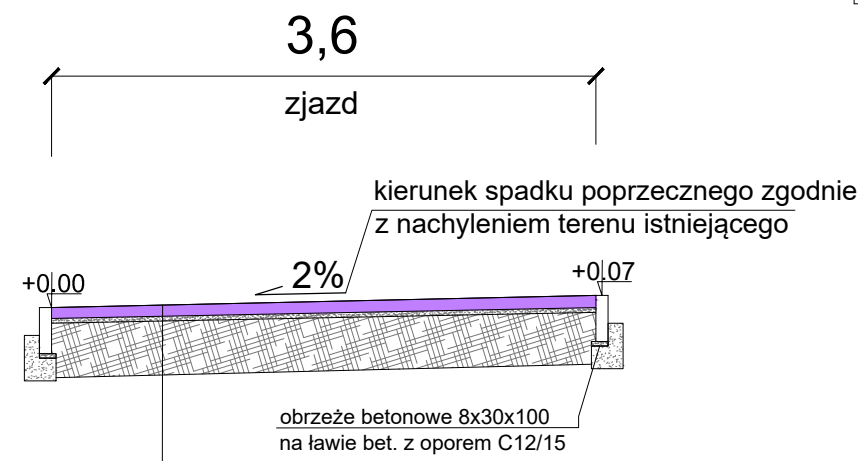 3,6
zjazd
kierunek spadku poprzecznego zgodnie
z nachyleniem terenu istniejącego
+0.00
2%
+0.07
obrzeże betonowe 8x30x100
na ławie bet. z oporem C12/15